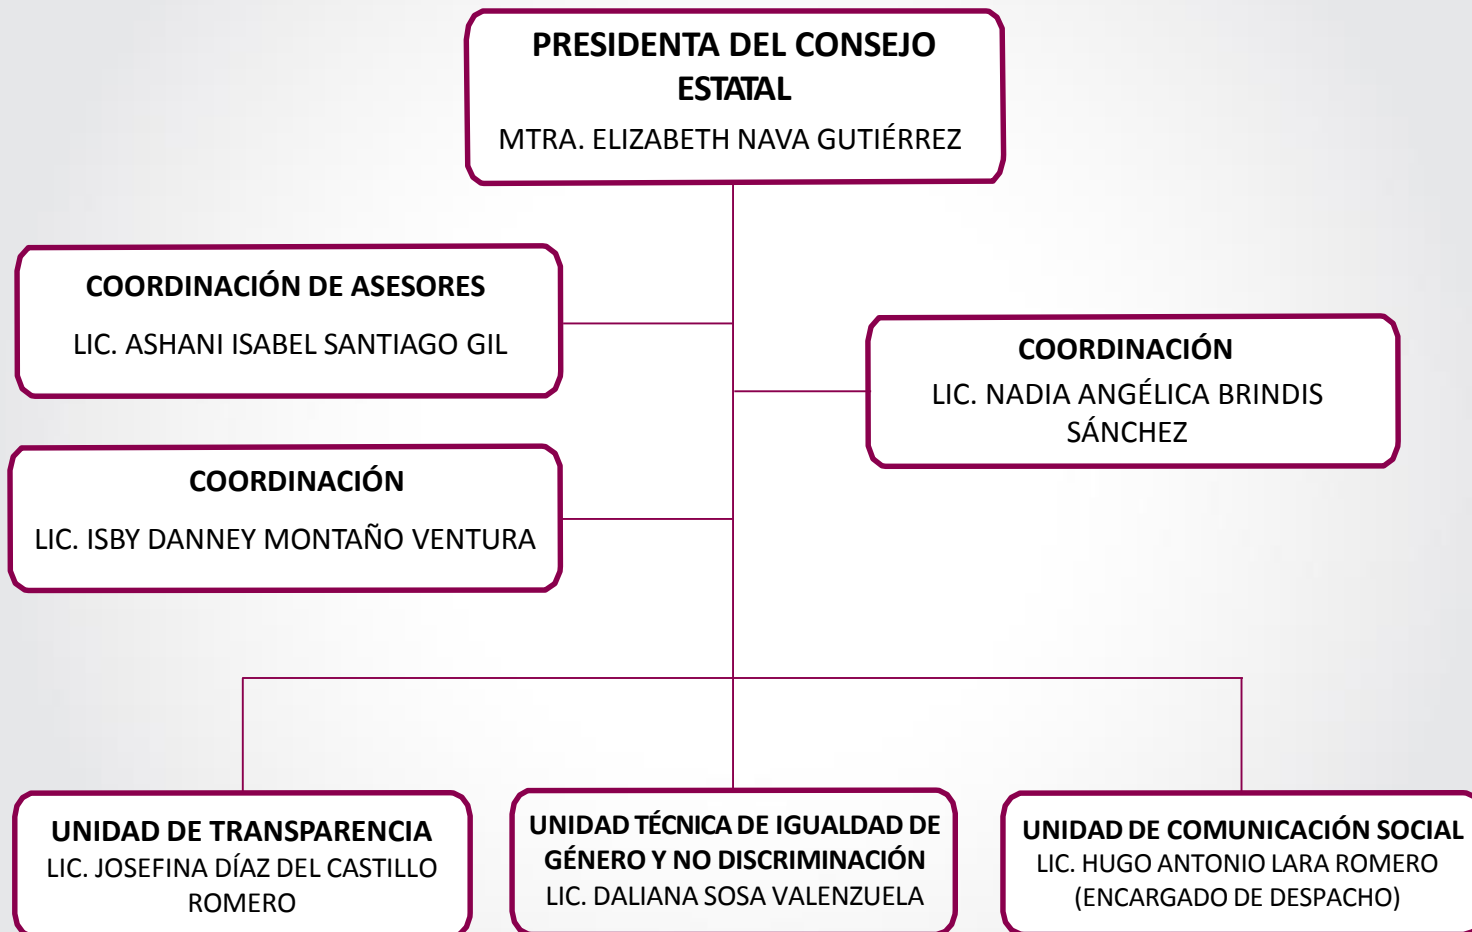 PRESIDENTA DEL CONSEJO
ESTATAL
MTRA. ELIZABETH NAVA GUTIÉRREZ
COORDINACIÓN DE ASESORES
LIC. ASHANI ISABEL SANTIAGO GIL
COORDINACIÓN
LIC. NADIA ANGÉLICA BRINDIS
SÁNCHEZ
COORDINACIÓN
LIC. ISBY DANNEY MONTAÑO VENTURA
UNIDAD DE TRANSPARENCIA
LIC. JOSEFINA DÍAZ DEL CASTILLO
ROMERO
UNIDAD TÉCNICA DE IGUALDAD DE
GÉNERO Y NO DISCRIMINACIÓN
LIC. DALIANA SOSA VALENZUELA
UNIDAD DE COMUNICACIÓN SOCIAL
LIC. HUGO ANTONIO LARA ROMERO
(ENCARGADO DE DESPACHO)